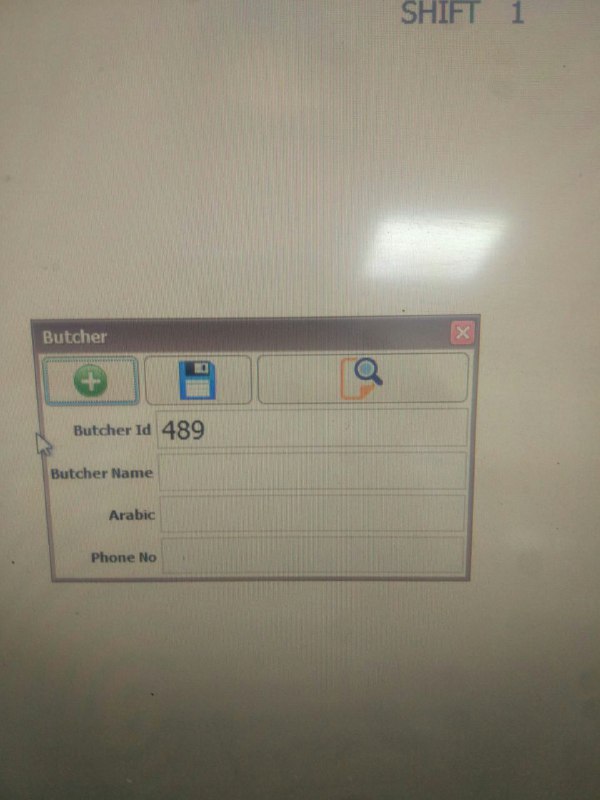 SHIFT 1
Butcher
Butcher Id 489
Butcher Name
Arabic
Phone No